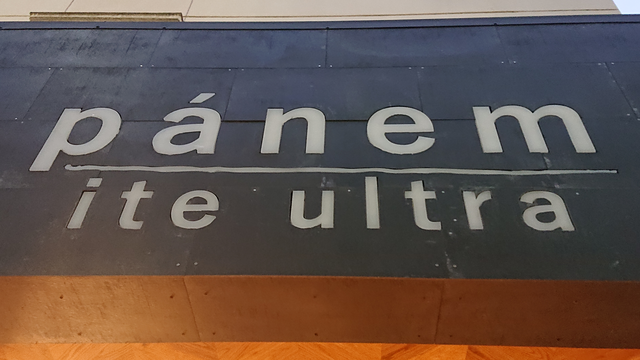 pánem
ite ultra